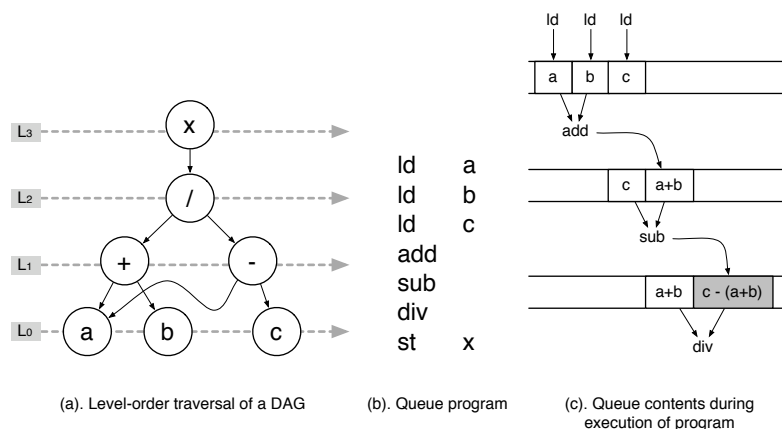 L3
x
L2
/
L1
+
-
L0
a
b
c
(a). Level-order traversal of a DAG
ld a
ld b
ld c
add
sub
div
st x
(b). Queue program
ld ld ld
a b c
add
c a+b
sub
a+b c - (a+b)
div
(c). Queue contents during
execution of program